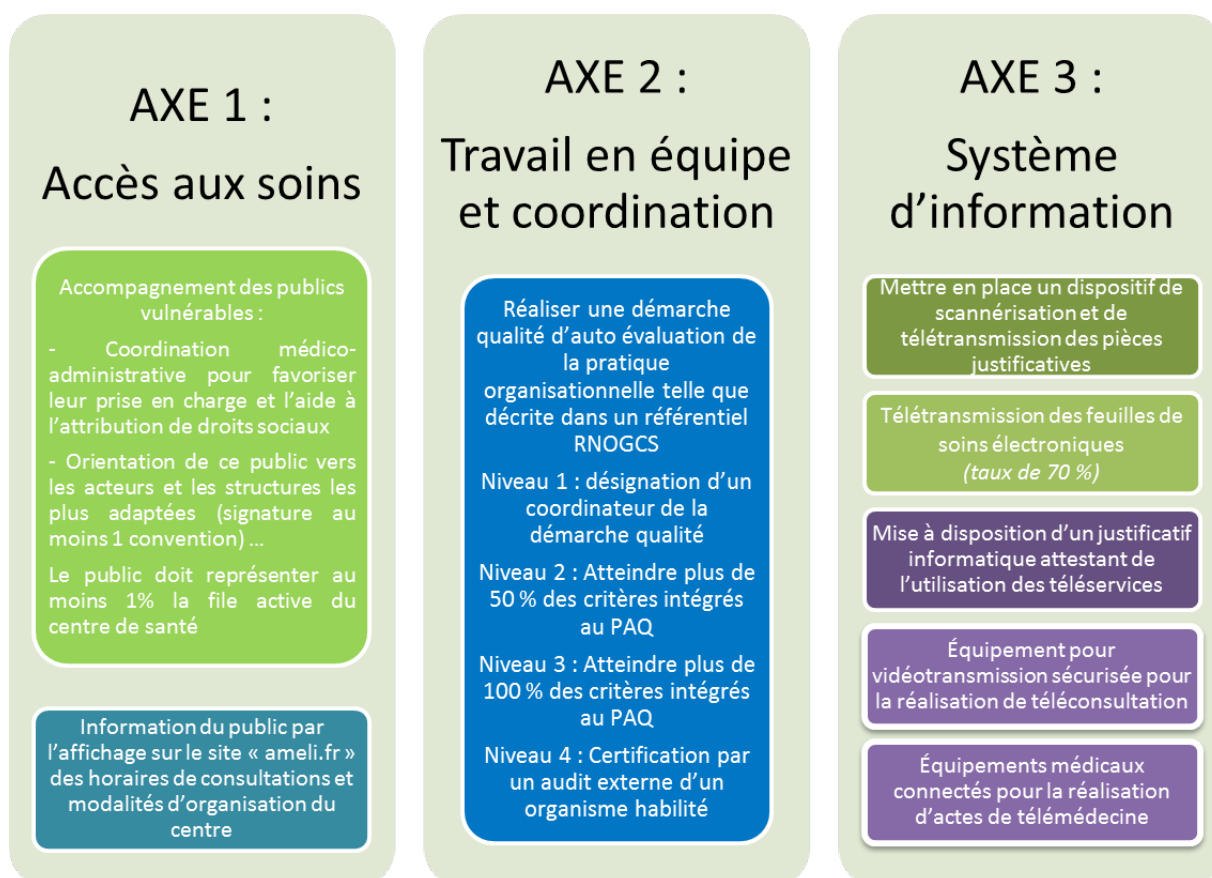 AXE 1 :
Accès aux soins
Accompagnement des publics
vulnérables :
- Coordination médico-
administrative pour favoriser
leur prise en charge et l'aide à
l'attribution de droits sociaux
- Orientation de ce public vers
les acteurs et les structures les
plus adaptées (signature au
moins 1 convention) ...
Le public doit représenter au
moins 1% la file active du
centre de santé
Information du public par
l'affichage sur le site « ameli.fr »
des horaires de consultations et
modalités d'organisation du
centre
AXE 2 :
Travail en équipe
et coordination
Réaliser une démarche
qualité d'auto évaluation de
la pratique
organisationnelle telle que
décrite dans un référentiel
RNOGCS
Niveau 1 : désignation d'un
coordinateur de la
démarche qualité
Niveau 2 : Atteindre plus de
50 % des critères intégrés
au PAQ
Niveau 3 : Atteindre plus de
100 % des critères intégrés
au PAQ
Niveau 4 : Certification par
un audit externe d'un
organisme habilité
AXE 3 :
Système
d'information
Mettre en place un dispositif de
scannérisation et de
télétransmission des pièces
justificatives
Télétransmission des feuilles de
soins électroniques
(taux de 70 %)
Mise à disposition d'un justificatif
informatique attestant de
l'utilisation des téléservices
Équipement pour
vidéotransmission sécurisée pour
la réalisation de téléconsultation
Équipements médicaux
connectés pour la réalisation
d'actes de télémédecine